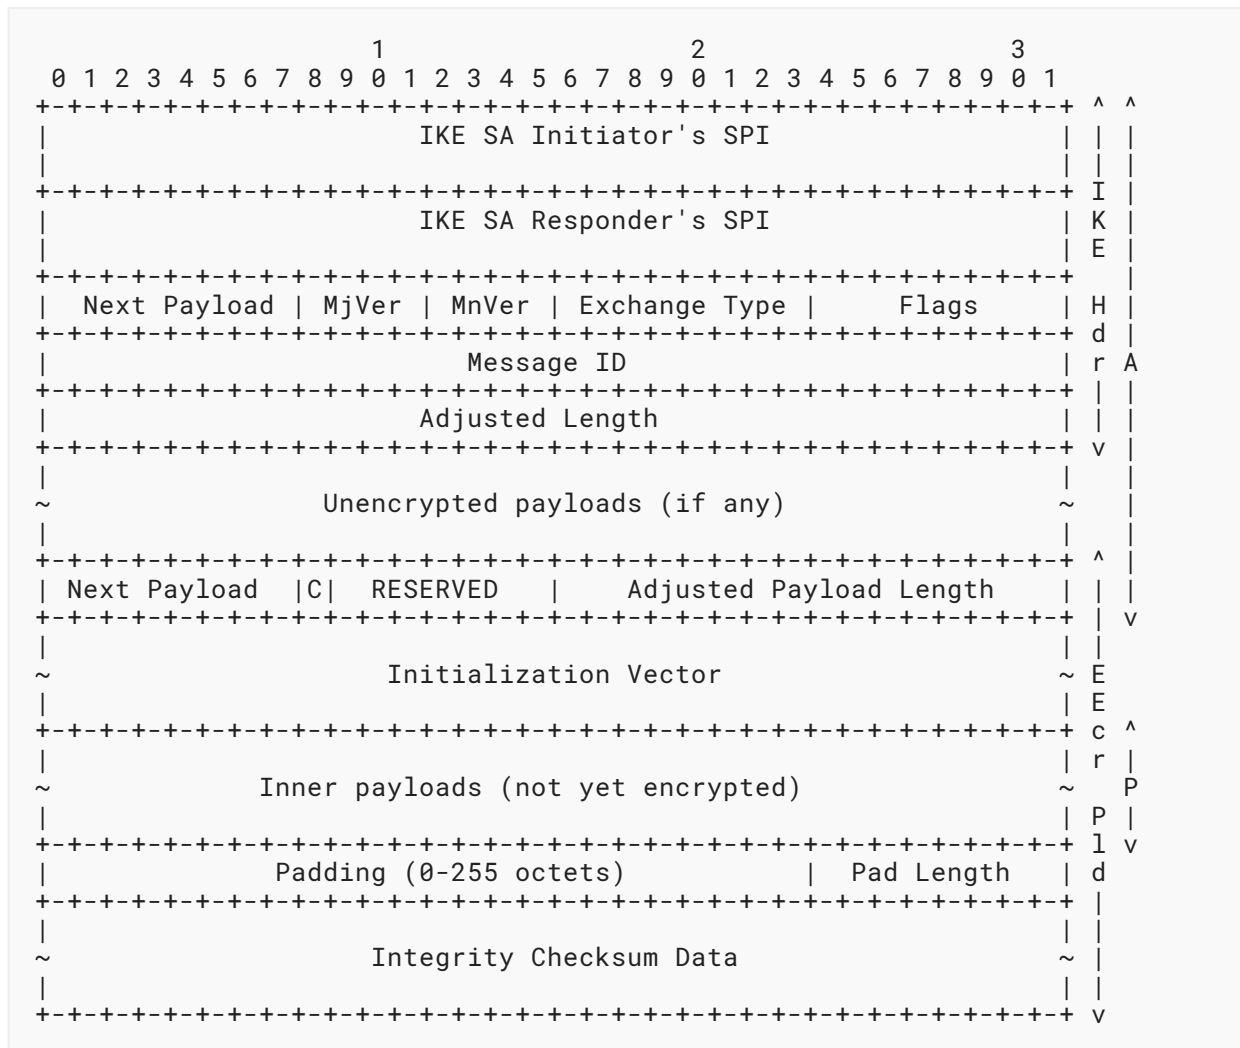 1                   2                   3
 0 1 2 3 4 5 6 7 8 9 0 1 2 3 4 5 6 7 8 9 0 1 2 3 4 5 6 7 8 9 0 1
+-+-+-+-+-+-+-+-+-+-+-+-+-+-+-+-+-+-+-+-+-+-+-+-+-+-+-+-+-+-+-+-+ ^ ^
|                       IKE SA Initiator's SPI                  | | |
|                                                               | | |
+-+-+-+-+-+-+-+-+-+-+-+-+-+-+-+-+-+-+-+-+-+-+-+-+-+-+-+-+-+-+-+-+ I |
|                       IKE SA Responder's SPI                  | K |
|                                                               | E |
+-+-+-+-+-+-+-+-+-+-+-+-+-+-+-+-+-+-+-+-+-+-+-+-+-+-+-+-+-+-+-+-+   |
|  Next Payload | MjVer | MnVer | Exchange Type |     Flags     | H |
+-+-+-+-+-+-+-+-+-+-+-+-+-+-+-+-+-+-+-+-+-+-+-+-+-+-+-+-+-+-+-+-+ d |
|                          Message ID                           | r A
+-+-+-+-+-+-+-+-+-+-+-+-+-+-+-+-+-+-+-+-+-+-+-+-+-+-+-+-+-+-+-+-+ | |
|                       Adjusted Length                         | | |
+-+-+-+-+-+-+-+-+-+-+-+-+-+-+-+-+-+-+-+-+-+-+-+-+-+-+-+-+-+-+-+-+ v |
|                                                               |   |
~                 Unencrypted payloads (if any)                 ~   |
|                                                               |   |
+-+-+-+-+-+-+-+-+-+-+-+-+-+-+-+-+-+-+-+-+-+-+-+-+-+-+-+-+-+-+-+-+ ^ |
| Next Payload  |C|  RESERVED   |    Adjusted Payload Length    | | |
+-+-+-+-+-+-+-+-+-+-+-+-+-+-+-+-+-+-+-+-+-+-+-+-+-+-+-+-+-+-+-+-+ | v
|                                                               | |
~                     Initialization Vector                     ~ E
|                                                               | E
+-+-+-+-+-+-+-+-+-+-+-+-+-+-+-+-+-+-+-+-+-+-+-+-+-+-+-+-+-+-+-+-+ c ^
|                                                               | r |
~             Inner payloads (not yet encrypted)                ~   P
|                                                               | P |
+-+-+-+-+-+-+-+-+-+-+-+-+-+-+-+-+-+-+-+-+-+-+-+-+-+-+-+-+-+-+-+-+ l v
|              Padding (0-255 octets)           |  Pad Length   | d
+-+-+-+-+-+-+-+-+-+-+-+-+-+-+-+-+-+-+-+-+-+-+-+-+-+-+-+-+-+-+-+-+ |
|                                                               | |
~                    Integrity Checksum Data                    ~ |
|                                                               | |
+-+-+-+-+-+-+-+-+-+-+-+-+-+-+-+-+-+-+-+-+-+-+-+-+-+-+-+-+-+-+-+-+ v